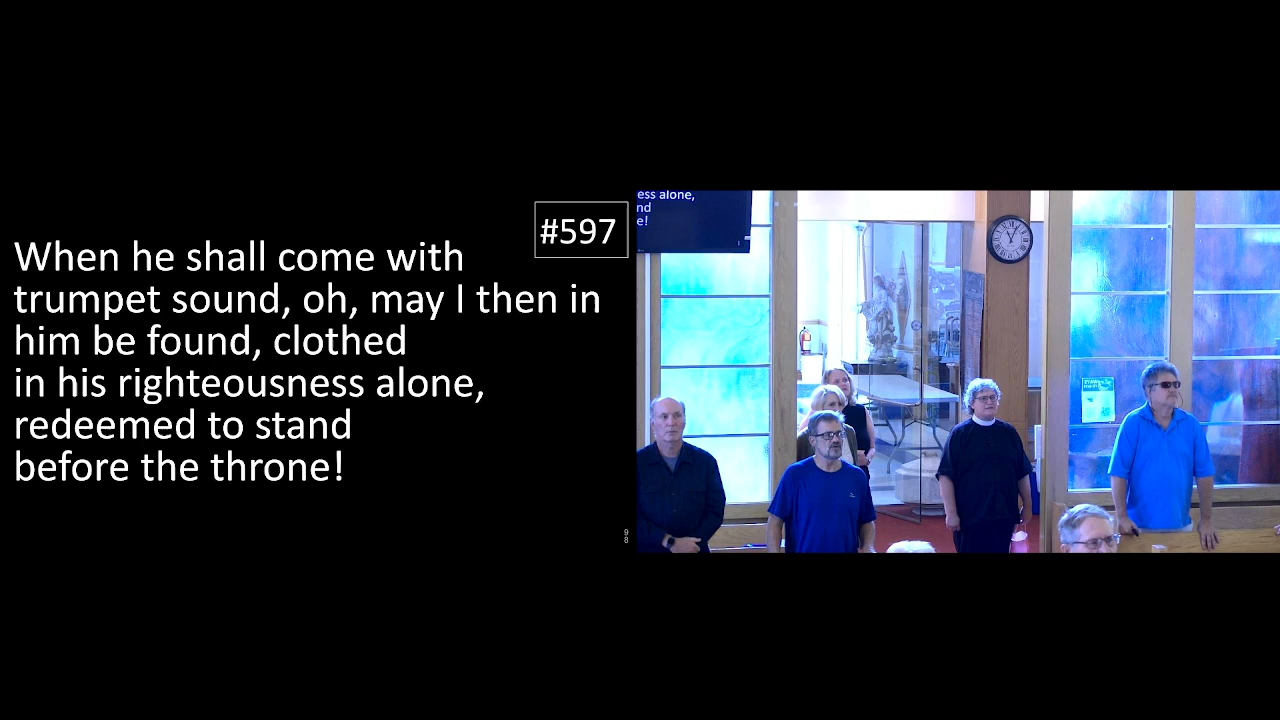 #597
When he shall come with
trumpet sound, oh, may I then in
him be found, clothed
in his righteousness alone,
redeemed to stand
before the throne!
ess alone,
nd
e!